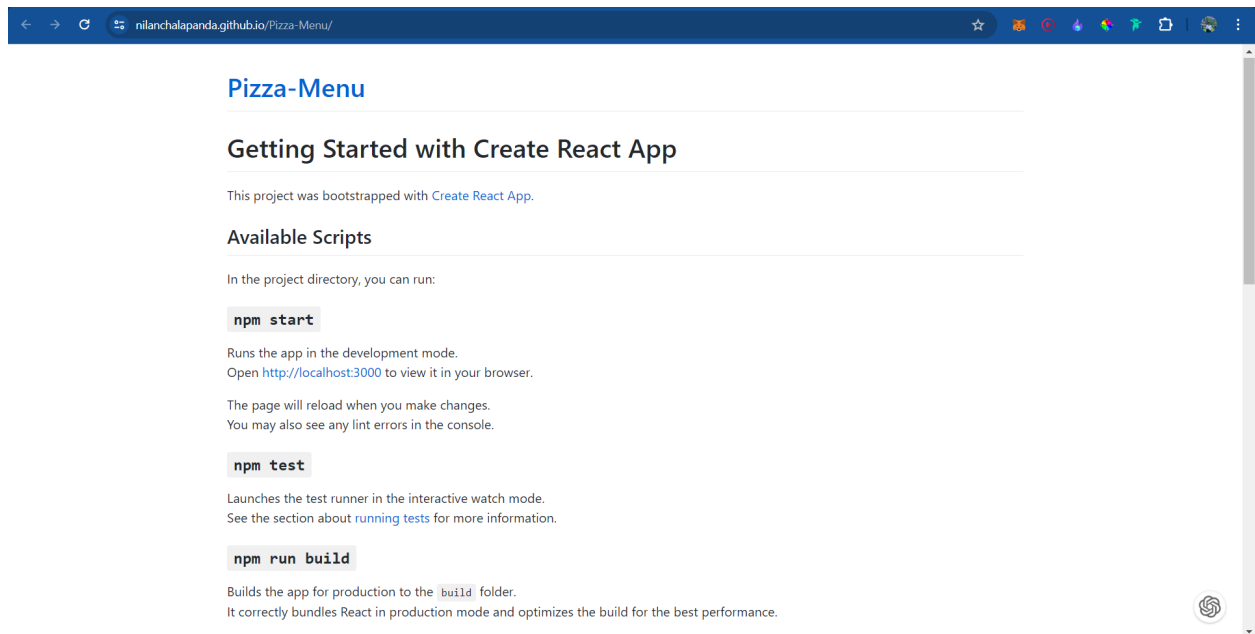 nilanchalapanda.github.io/Pizza-Menu/
Pizza-Menu
Getting Started with Create React App
This project was bootstrapped with Create React App.
Available Scripts
In the project directory, you can run:
npm start
Runs the app in the development mode.
Open http://localhost:3000 to view it in your browser.
The page will reload when you make changes.
You may also see any lint errors in the console.
npm test
Launches the test runner in the interactive watch mode.
See the section about running tests for more information.
npm run build
Builds the app for production to the build folder.
It correctly bundles React in production mode and optimizes the build for the best performance.